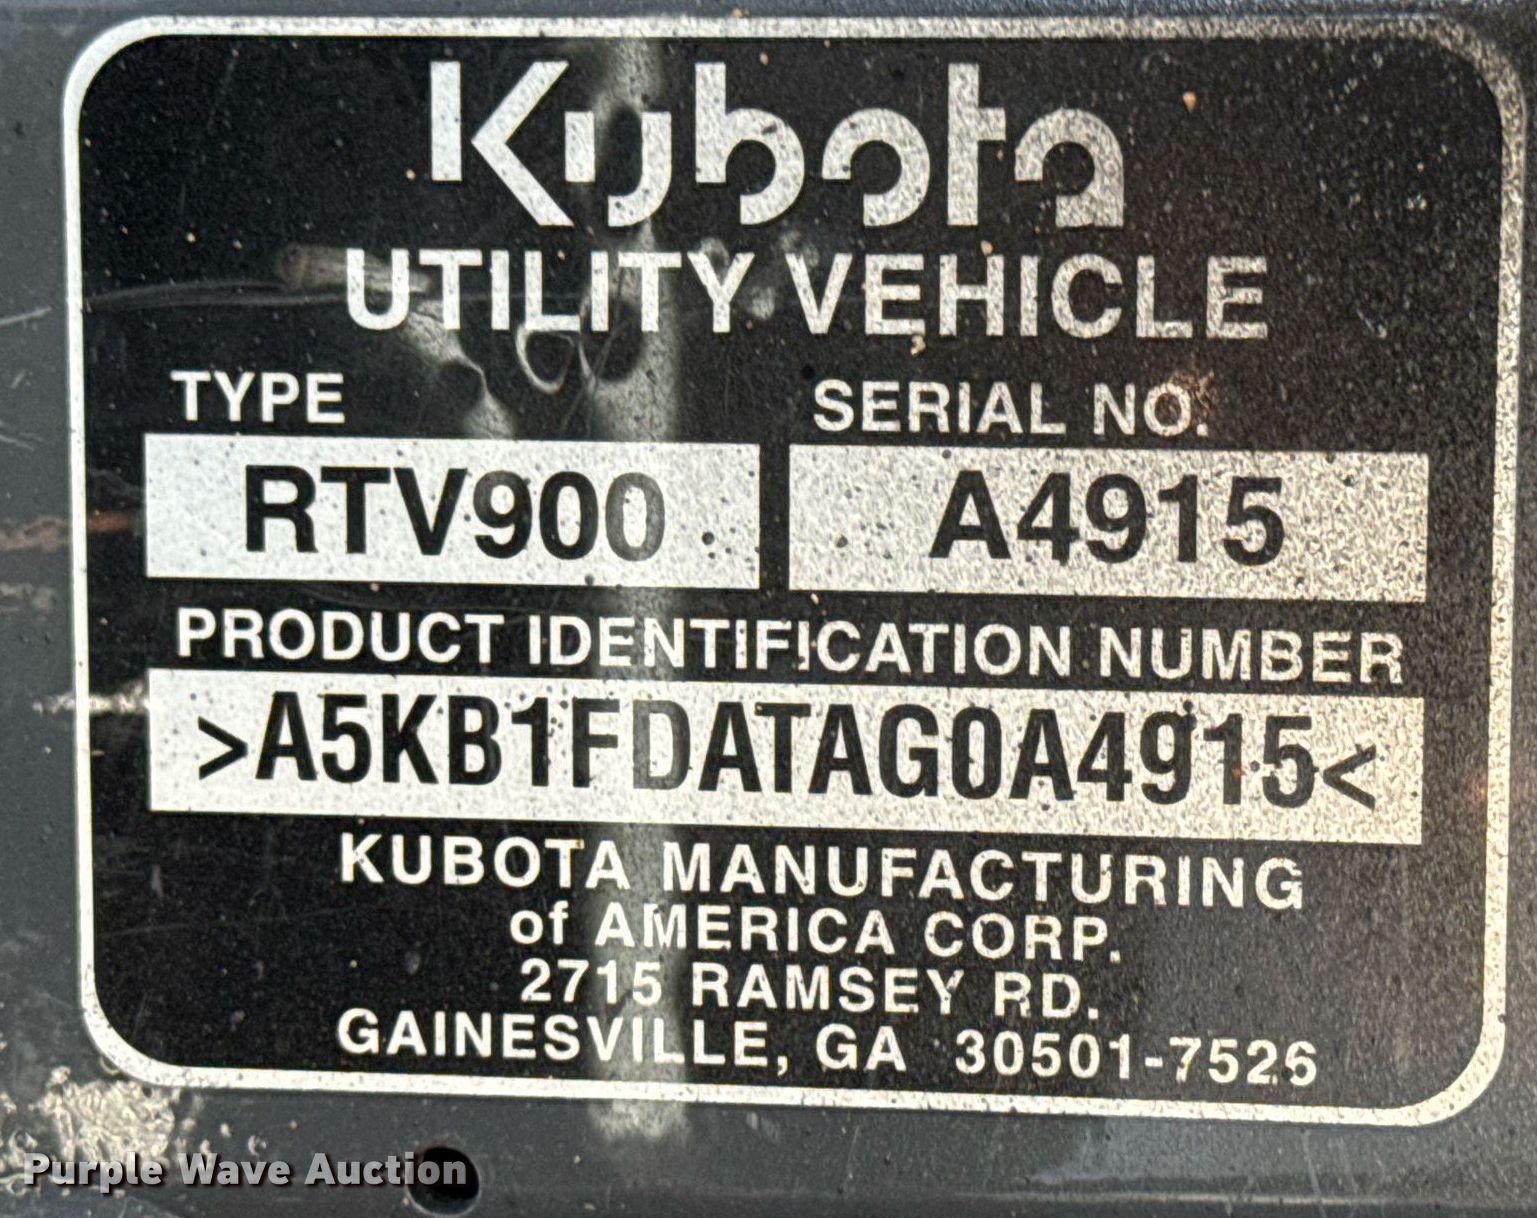 Kubota
UTILITY VEHICLE
TYPE SERIAL NO.
RTV900 A4915
PRODUCT IDENTIFICATION NUMBER
>A5KB1FDATAG0A4915<
KUBOTA MANUFACTURING
of AMERICA CORP.
2715 RAMSEY RD.
GAINESVILLE, GA 30501-7526
Purple Wave Auction